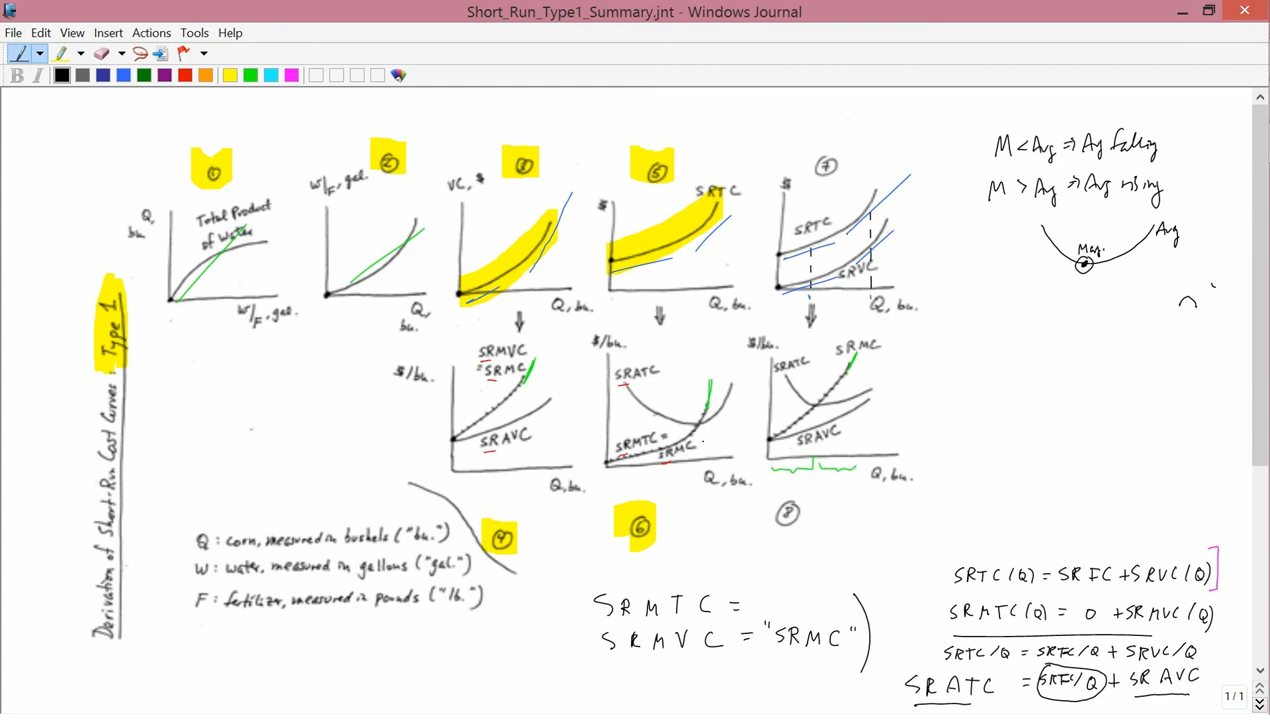 Short_Run_Type1_Summary.jnt - Windows Journal
File Edit View Insert Actions Tools Help
B I
Derivation of Short-Run Cost Curves: Type 1
①
Q, bu
Total Product
of Water
W/F, gal.
②
W/F, gal.
Q, bu.
③
VC, $
Q, bu.
⑤
$
SRTC
Q, bu.
⑦
$
SRTC
SRVC
Q, bu.
M < Avg ⇒ Avg falling
M > Avg ⇒ Avg rising
Avg
Mar.
$/bu.
SRMVC
= SRMC
SRAVC
Q, bu.
④
$/bu.
SRATC
SRMTC =
SRMC
Q, bu.
⑥
$/bu.
SRATC
SRMC
SRAVC
Q, bu.
⑧
Q : corn, measured in bushels ("bu.")
W : water, measured in gallons ("gal.")
F : fertilizer, measured in pounds ("lb.")
SRMTC =
SRMVC = "SRMC"
SRTC(Q) = SRFC + SRVC(Q)
SRMTC(Q) = 0 + SRMVC(Q)
SRTC/Q = SRFC/Q + SRVC/Q
SRATC = SRFC/Q + SRAVC
1/1